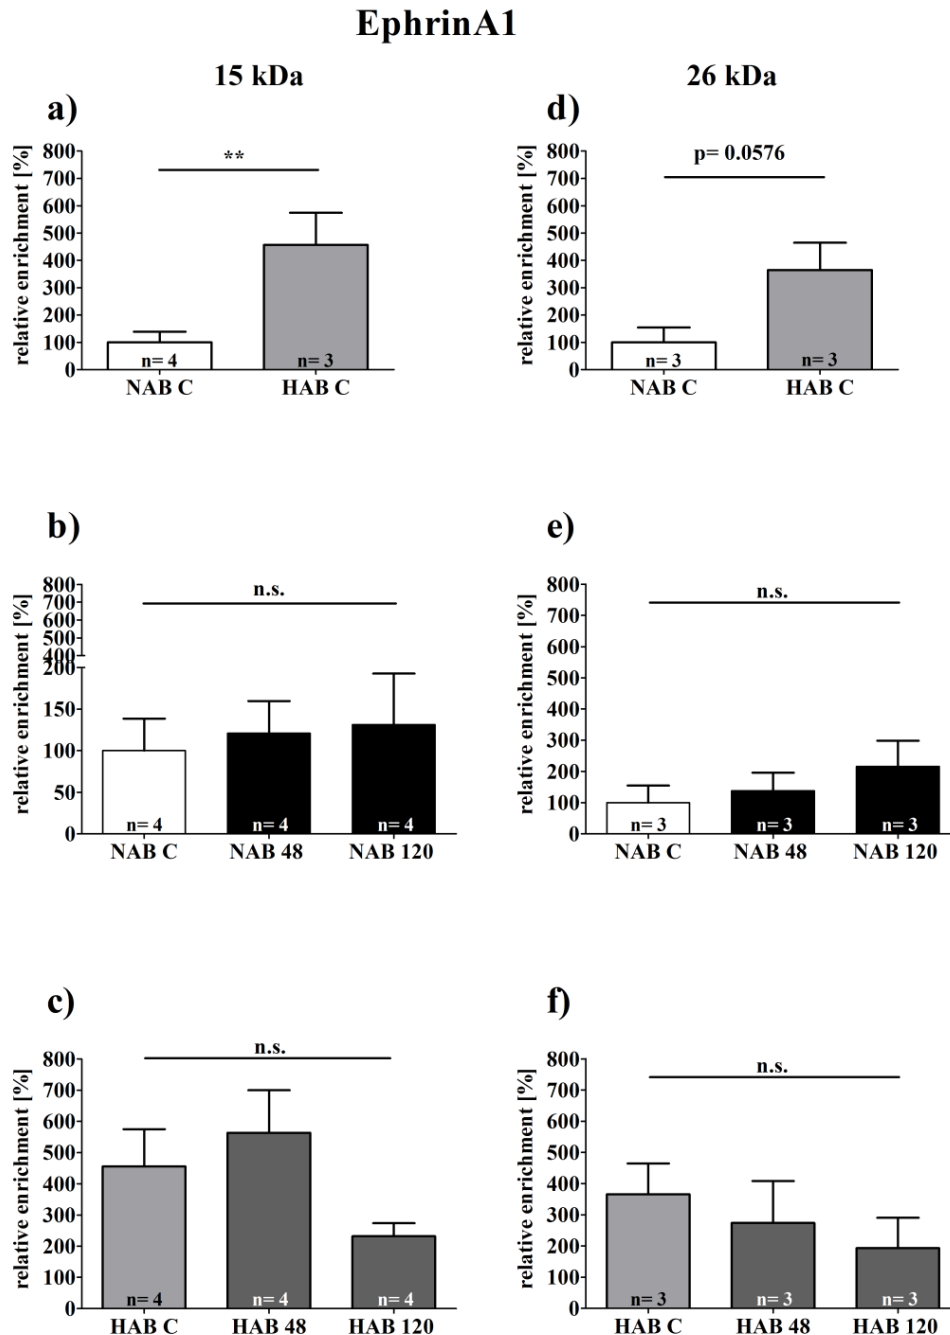 EphrinA1
15 kDa
26 kDa
a)
relative enrichment [%]
800
700
600
500
400
300
200
100
0
**
n= 4
n= 3
NAB C
HAB C
d)
relative enrichment [%]
800
700
600
500
400
300
200
100
0
p= 0.0576
n= 3
n= 3
NAB C
HAB C
b)
relative enrichment [%]
800
700
600
500
400
200
150
100
50
0
n.s.
n= 4
n= 4
n= 4
NAB C
NAB 48
NAB 120
e)
relative enrichment [%]
800
700
600
500
400
300
200
100
0
n.s.
n= 3
n= 3
n= 3
NAB C
NAB 48
NAB 120
c)
relative enrichment [%]
800
700
600
500
400
300
200
100
0
n.s.
n= 4
n= 4
n= 4
HAB C
HAB 48
HAB 120
f)
relative enrichment [%]
800
700
600
500
400
300
200
100
0
n.s.
n= 3
n= 3
n= 3
HAB C
HAB 48
HAB 120